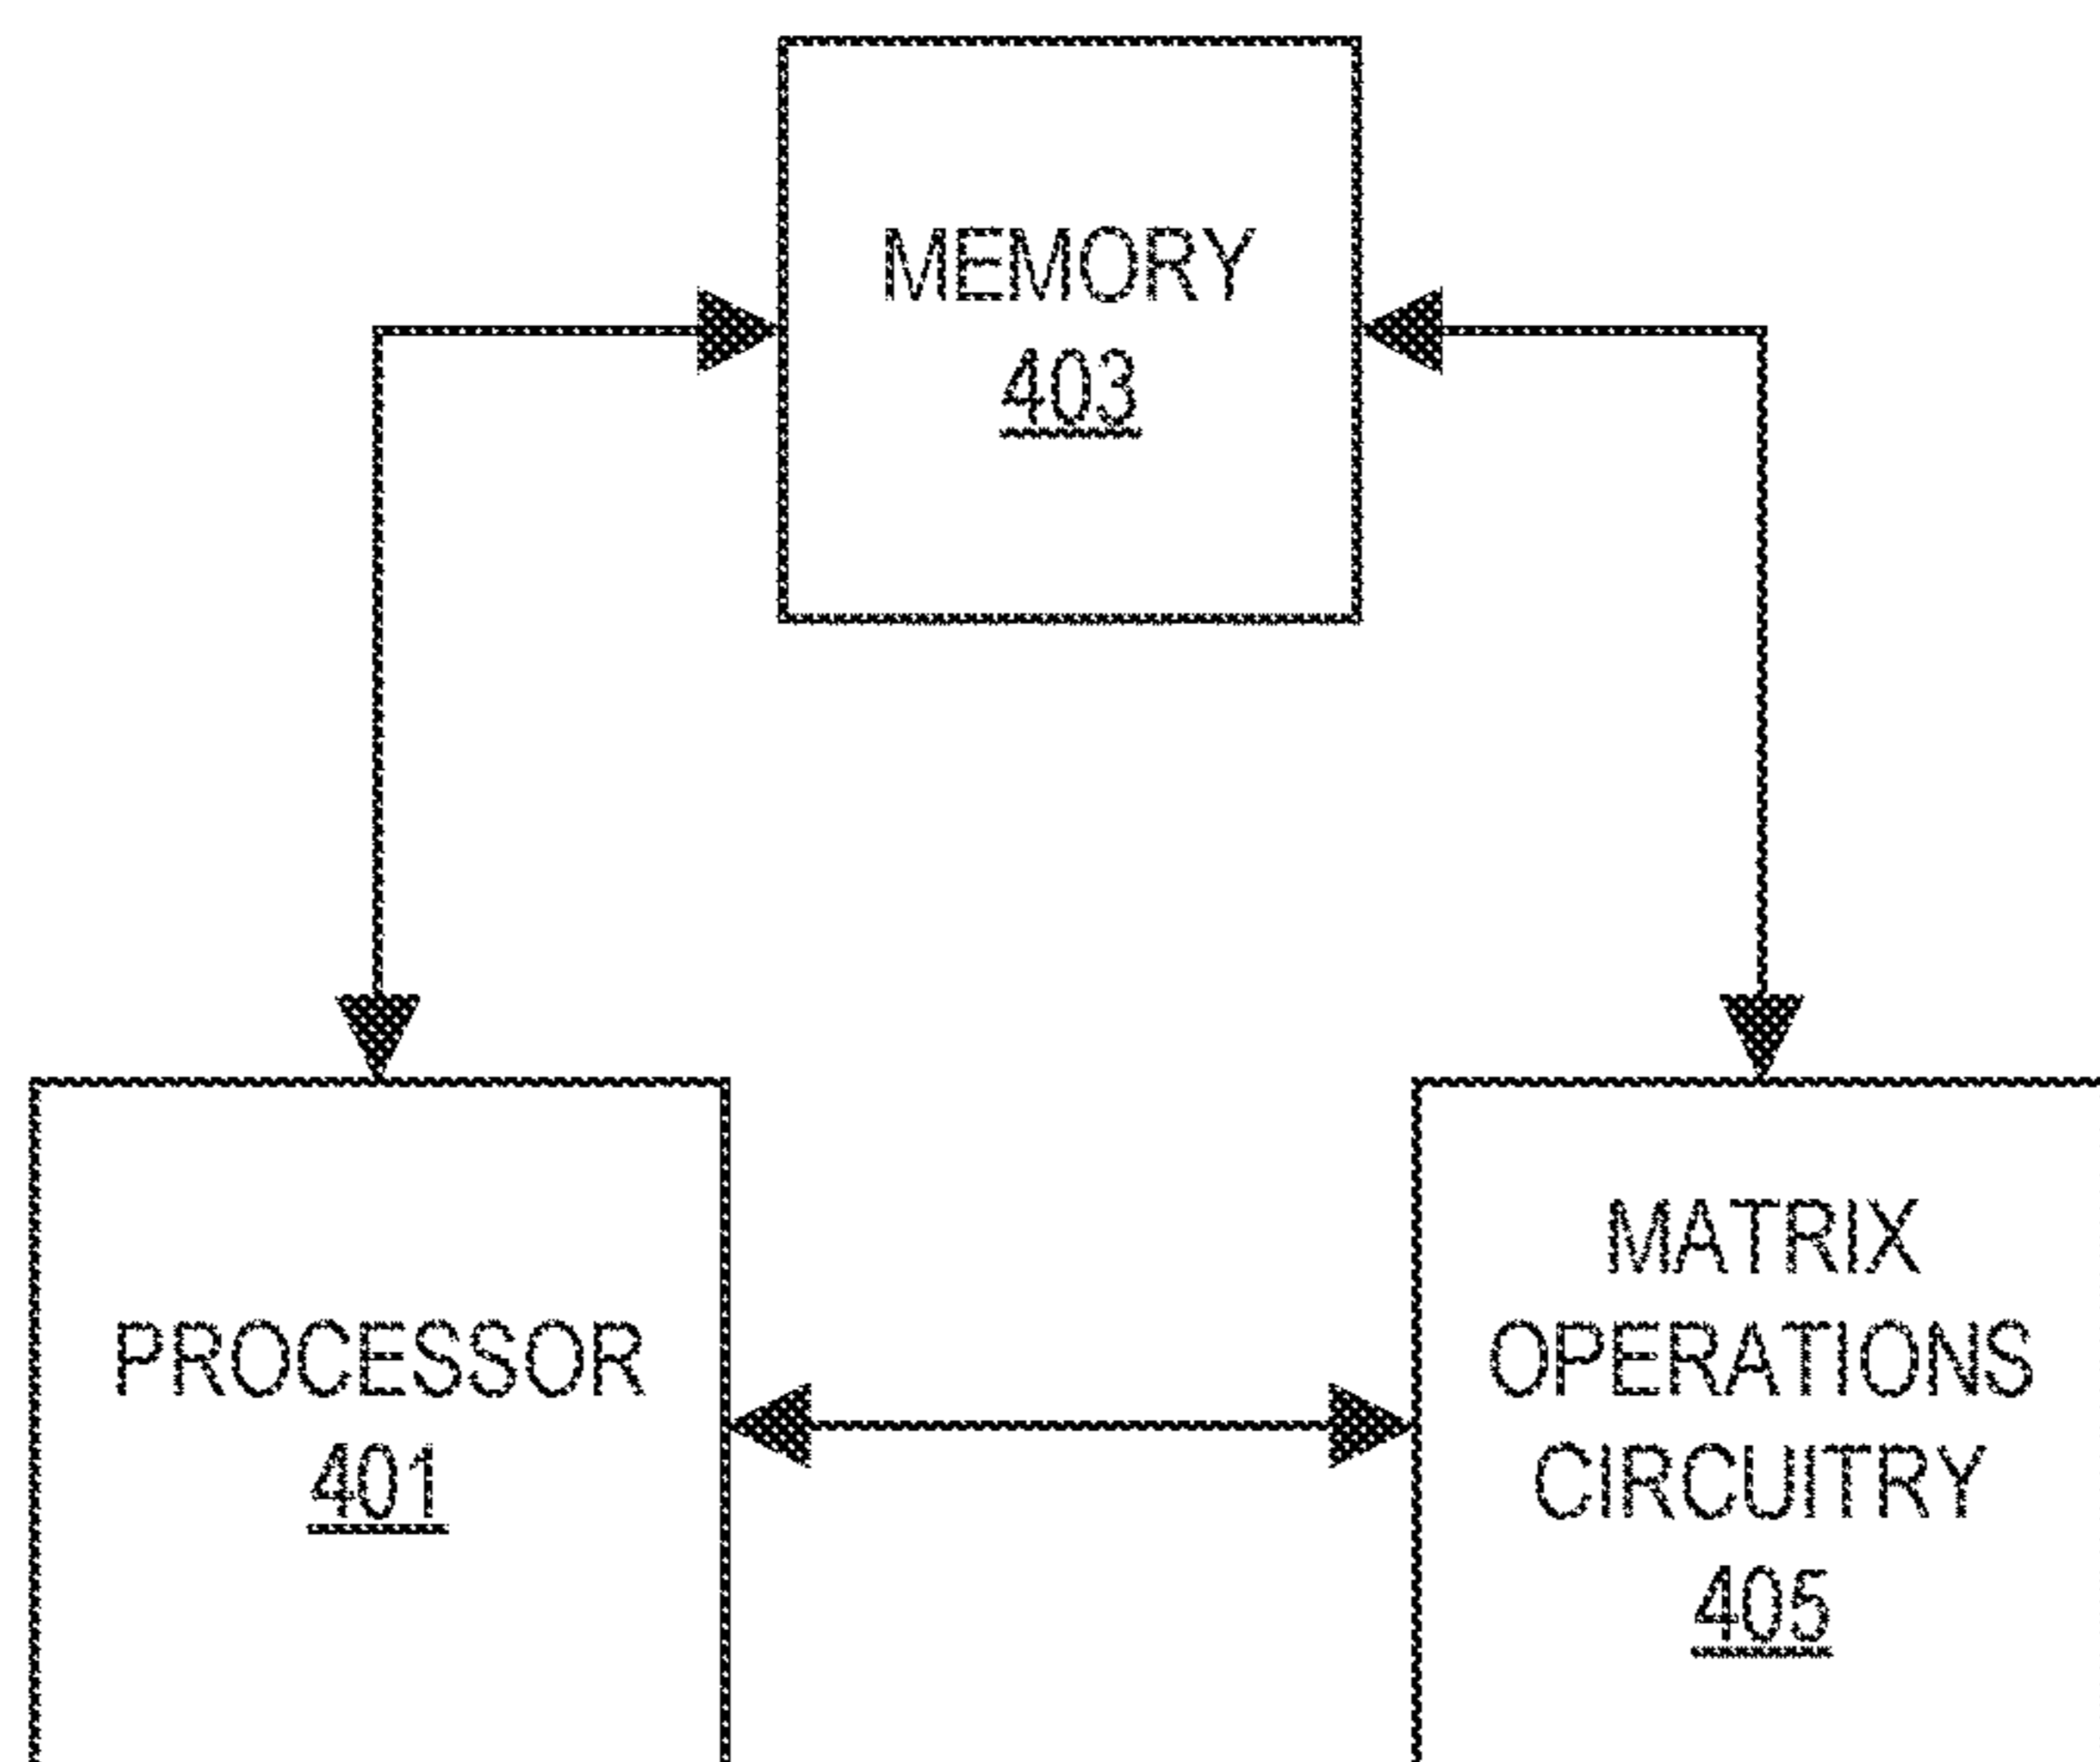 MEMORY
403
PROCESSOR
401
MATRIX
OPERATIONS
CIRCUITRY
405